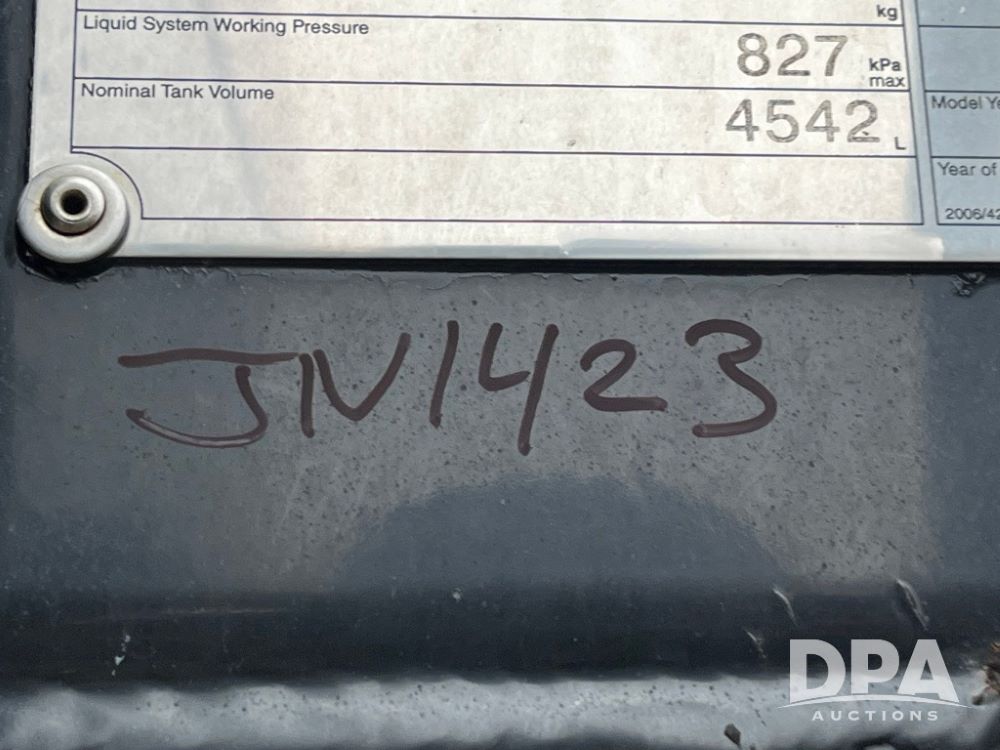 kg
Liquid System Working Pressure
827 kPa max
Nominal Tank Volume
4542 L
Model Ye
Year of
2006/42
JN1423
DPA
AUCTIONS